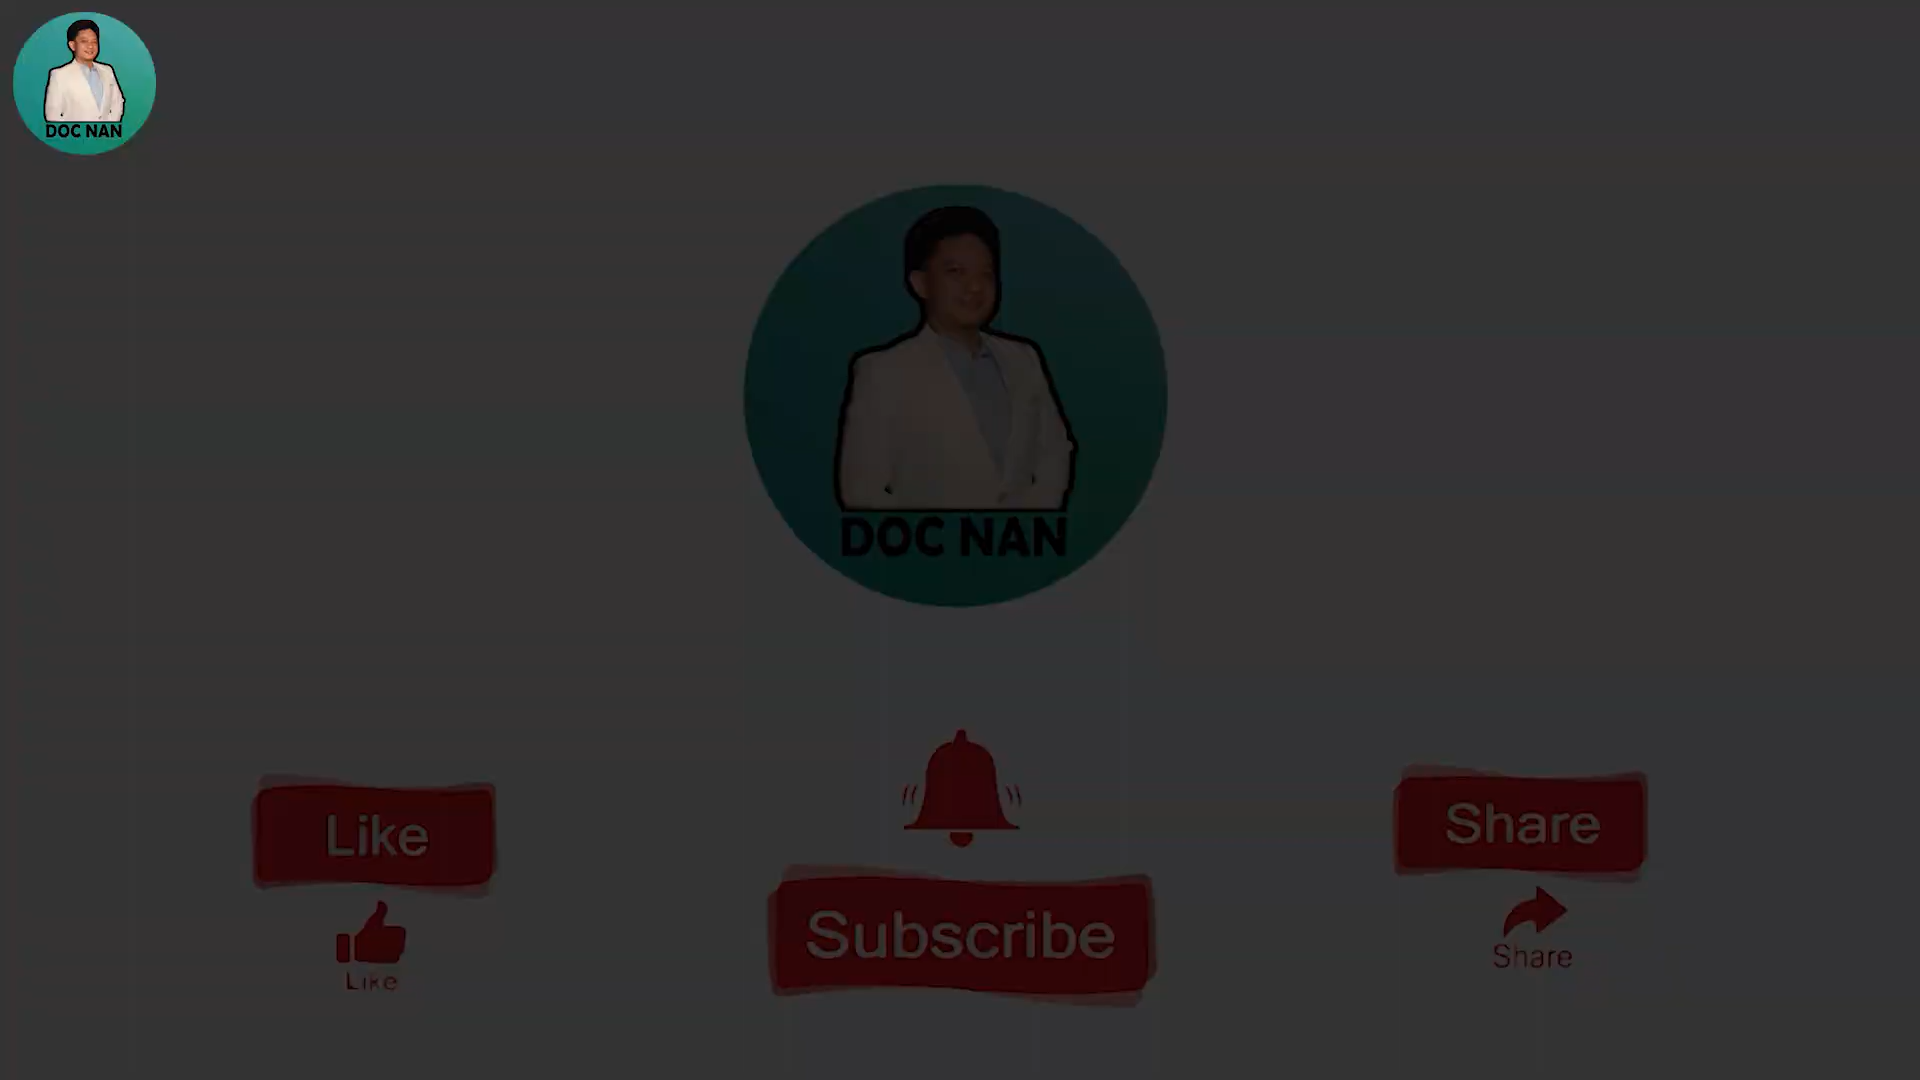 DOC NAN
DOC NAN
Like
Like
Subscribe
Share
Share